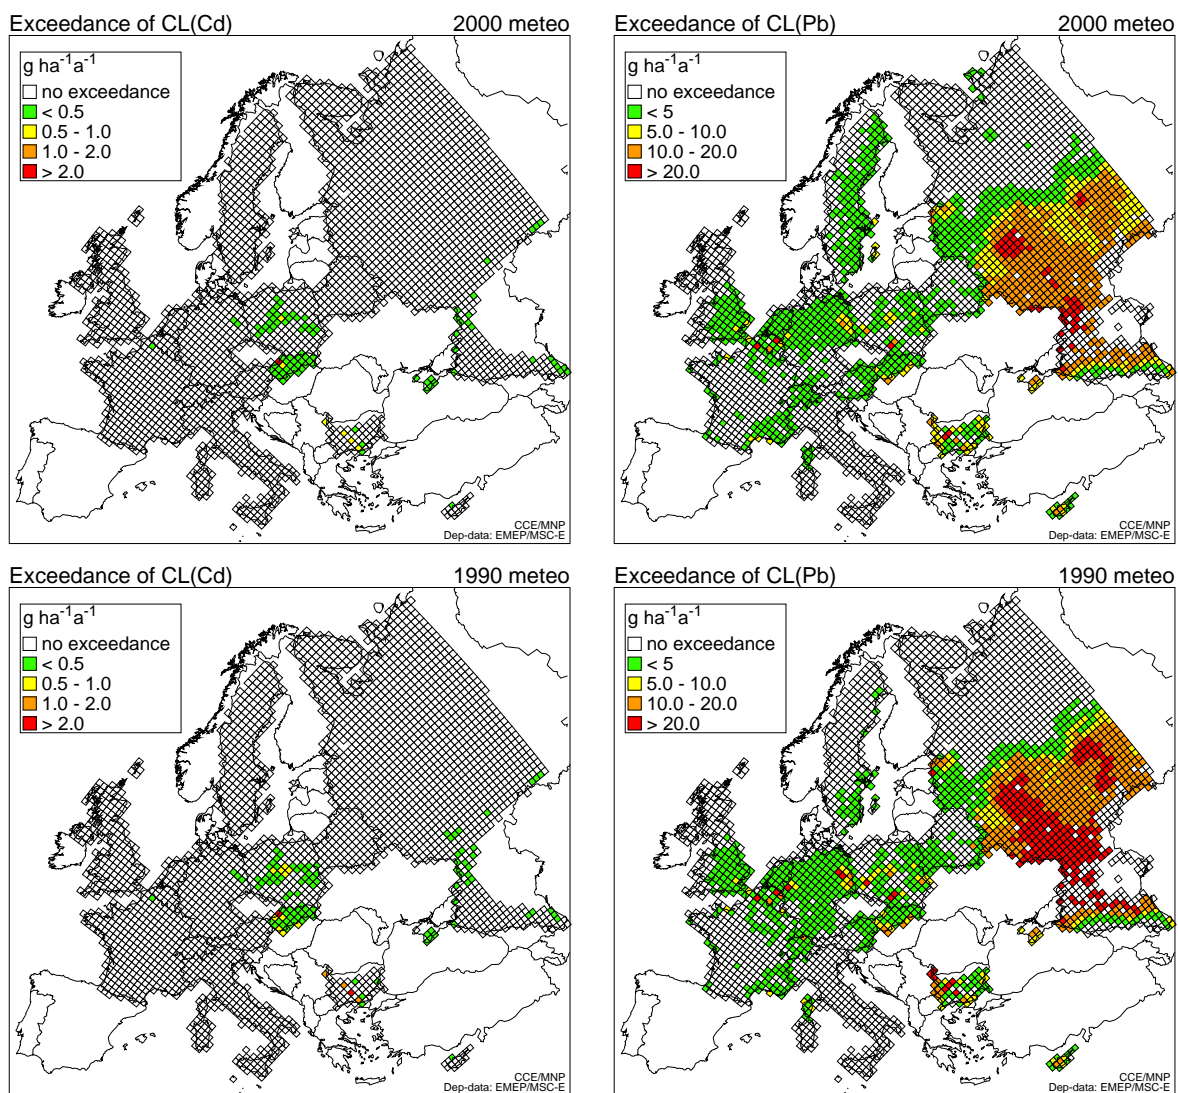 Exceedance of CL(Cd) 2000 meteo
g ha⁻¹a⁻¹
no exceedance
< 0.5
0.5 - 1.0
1.0 - 2.0
> 2.0
CCE/MNP
Dep-data: EMEP/MSC-E
Exceedance of CL(Pb) 2000 meteo
g ha⁻¹a⁻¹
no exceedance
< 5
5.0 - 10.0
10.0 - 20.0
> 20.0
CCE/MNP
Dep-data: EMEP/MSC-E
Exceedance of CL(Cd) 1990 meteo
g ha⁻¹a⁻¹
no exceedance
< 0.5
0.5 - 1.0
1.0 - 2.0
> 2.0
CCE/MNP
Dep-data: EMEP/MSC-E
Exceedance of CL(Pb) 1990 meteo
g ha⁻¹a⁻¹
no exceedance
< 5
5.0 - 10.0
10.0 - 20.0
> 20.0
CCE/MNP
Dep-data: EMEP/MSC-E